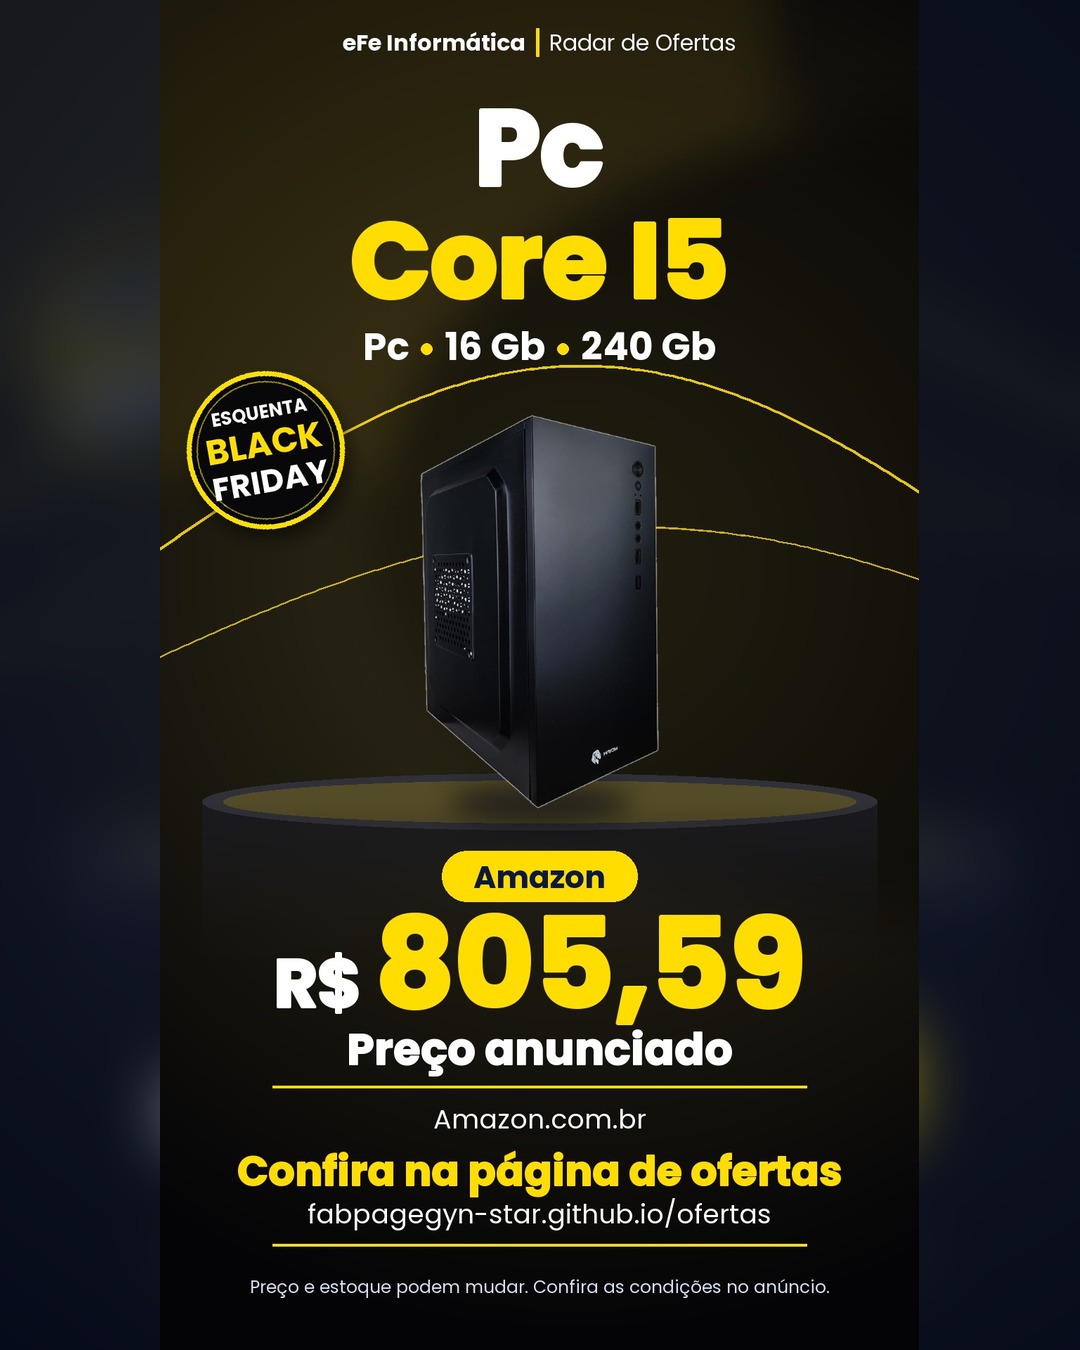 eFe Informática | Radar de Ofertas
Pc
Core I5
Pc • 16 Gb • 240 Gb
ESQUENTA
BLACK
FRIDAY
Amazon
R$ 805,59
Preço anunciado
Amazon.com.br
Confira na página de ofertas
fabpagegyn-star.github.io/ofertas
Preço e estoque podem mudar. Confira as condições no anúncio.